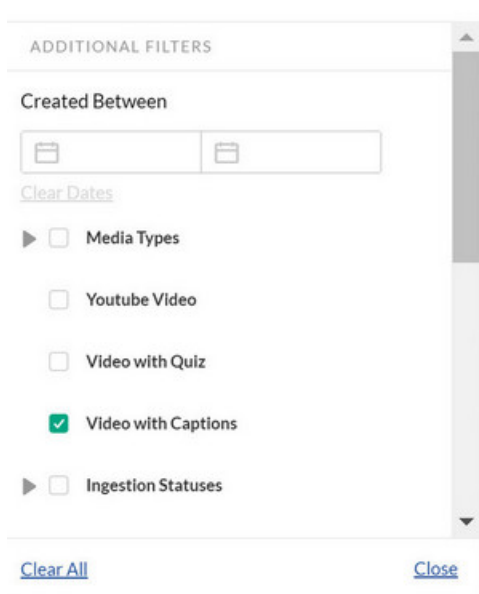 ADDITIONAL FILTERS
Created Between
Clear Dates
Media Types
Youtube Video
Video with Quiz
Video with Captions
Ingestion Statuses
Clear All
Close